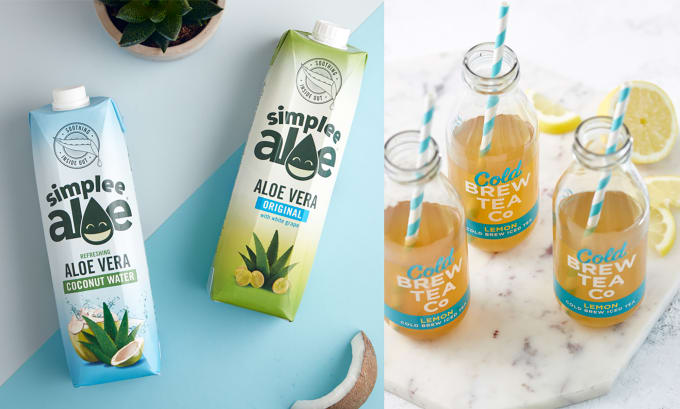 SOOTHING
INSIDE OUT
simplee
aloe
REFRESHING
ALOE VERA
COCONUT WATER
SOOTHING
INSIDE OUT
simplee
aloe
ALOE VERA
ORIGINAL
with white grape
Cold
BREW
TEA
Co
LEMON
COLD BREW ICED TEA
Cold
BREW
TEA
Co
LEMON
COLD BREW ICED TEA
Cold
BREW
TEA
Co
LEMON
COLD BREW ICED TEA